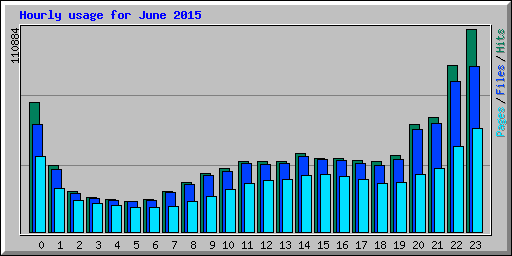 Hourly usage for June 2015
110884
Pages/Files/Hits
0 1 2 3 4 5 6 7 8 9 10 11 12 13 14 15 16 17 18 19 20 21 22 23